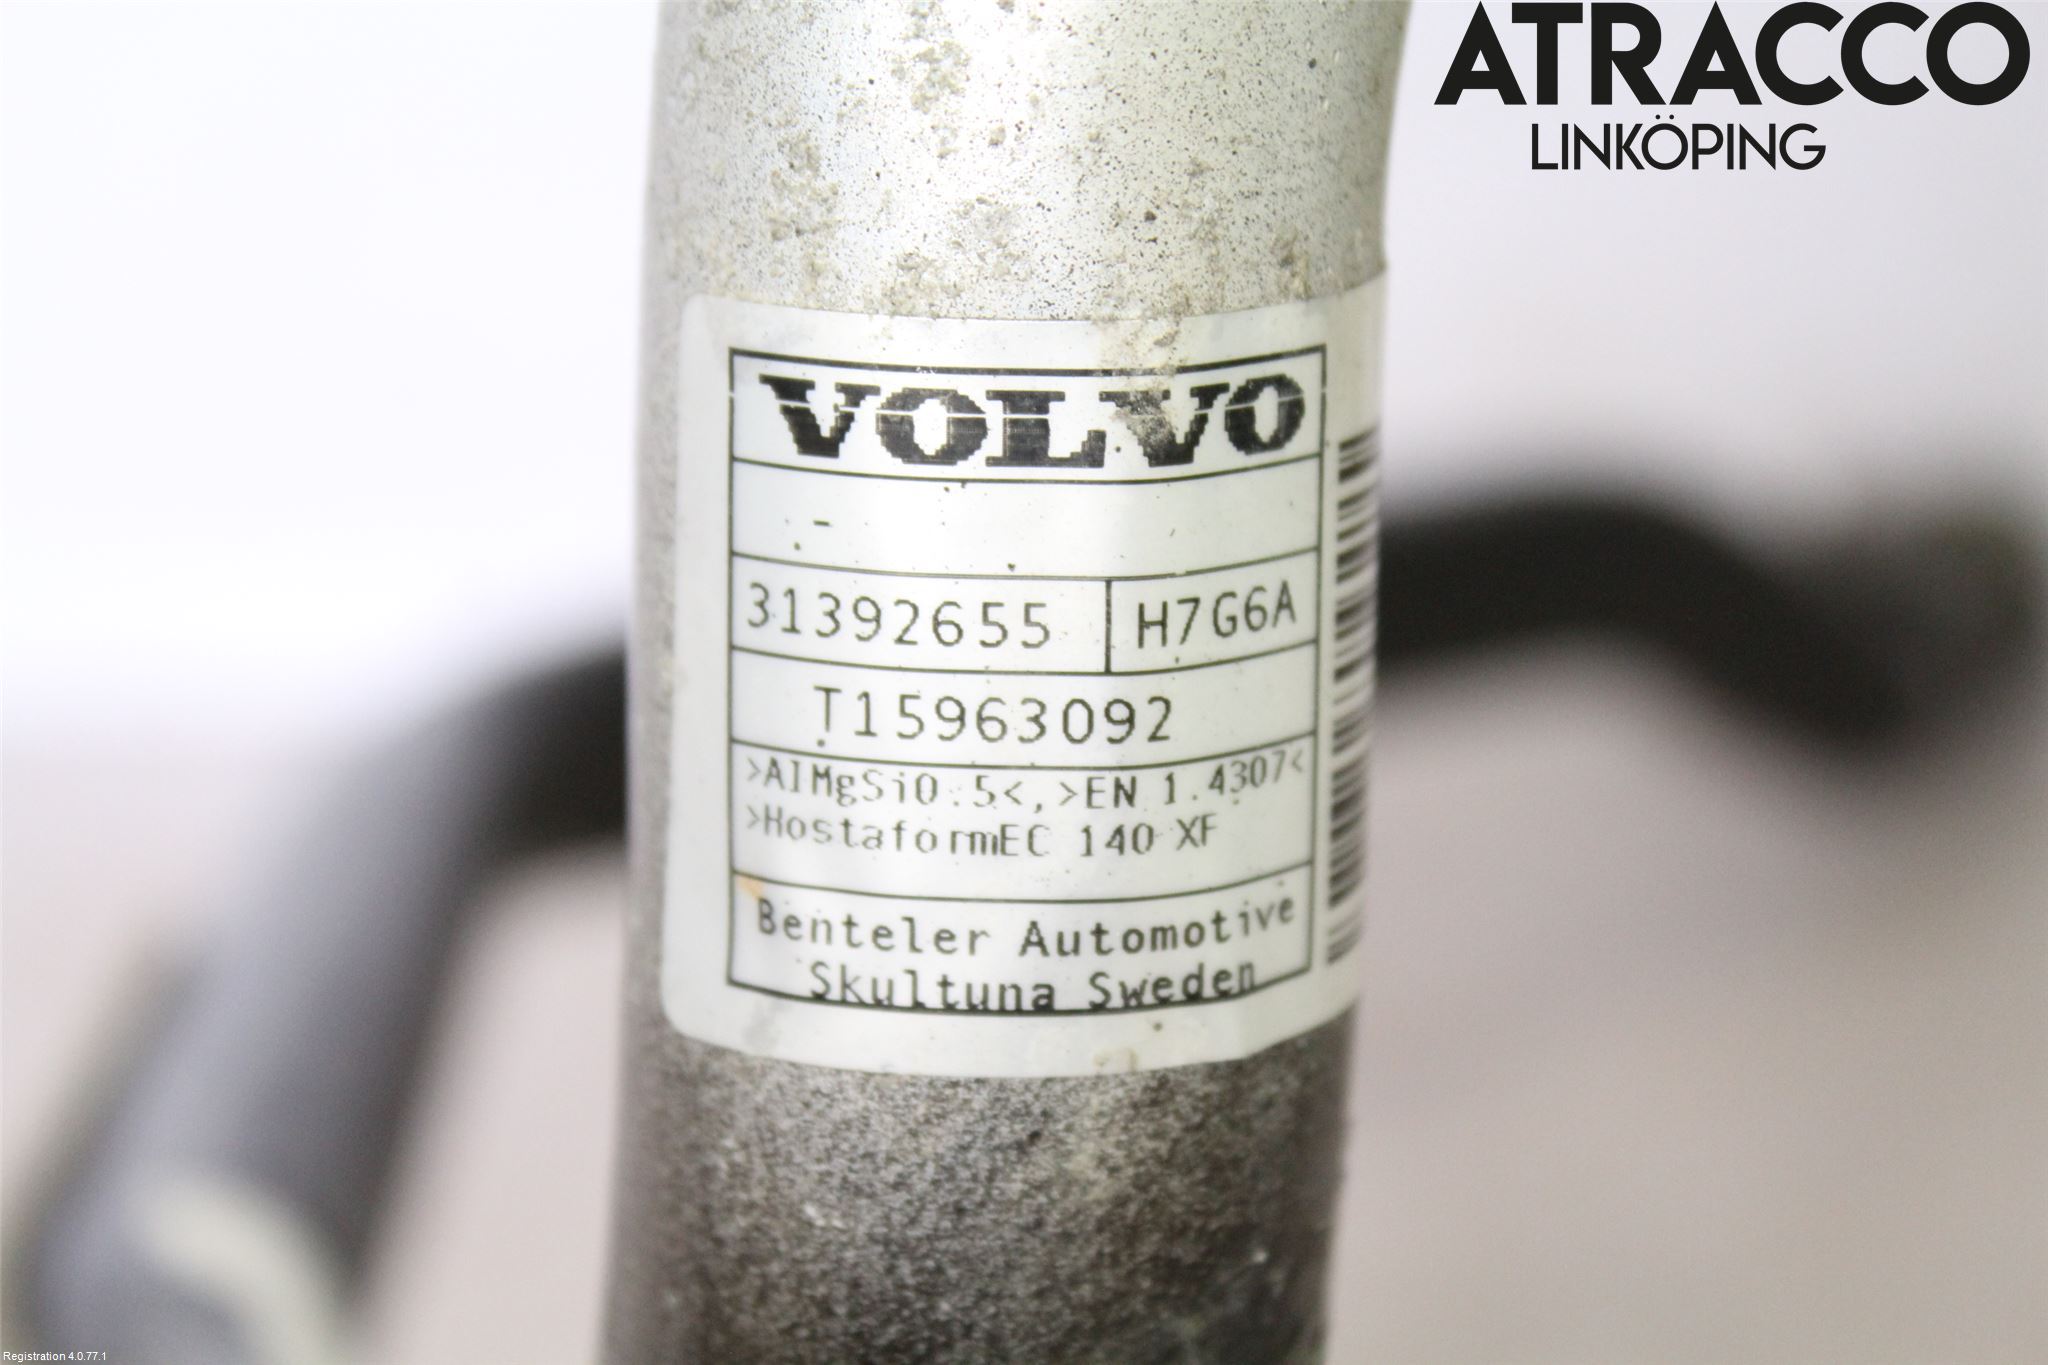 ATRACCO
LINKÖPING
VOLVO
-
31392655 H7G6A
T15963092
>AlMgSi0.5<,>EN 1.4307<
>HostaformEC 140 XF
Benteler Automotive
Skultuna Sweden
Registration 4.0.77.1